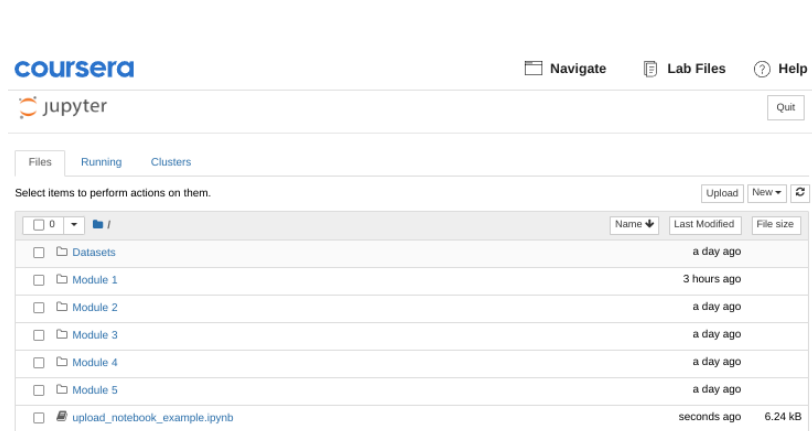 coursera
Navigate Lab Files ? Help
jupyter
Quit
Files Running Clusters
Select items to perform actions on them.
Upload New
0 /
Name Last Modified File size
Datasets a day ago
Module 1 3 hours ago
Module 2 a day ago
Module 3 a day ago
Module 4 a day ago
Module 5 a day ago
upload_notebook_example.ipynb seconds ago 6.24 kB